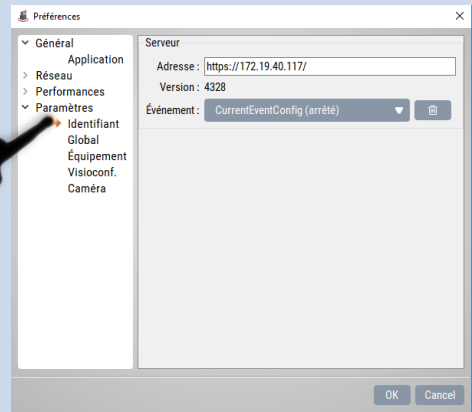 Préférences
Général
Application
Réseau
Performances
Paramètres
Identifiant
Global
Équipement
Visioconf.
Caméra
Serveur
Adresse : https://172.19.40.117/
Version : 4328
Événement : CurrentEventConfig (arrêté)
OK Cancel